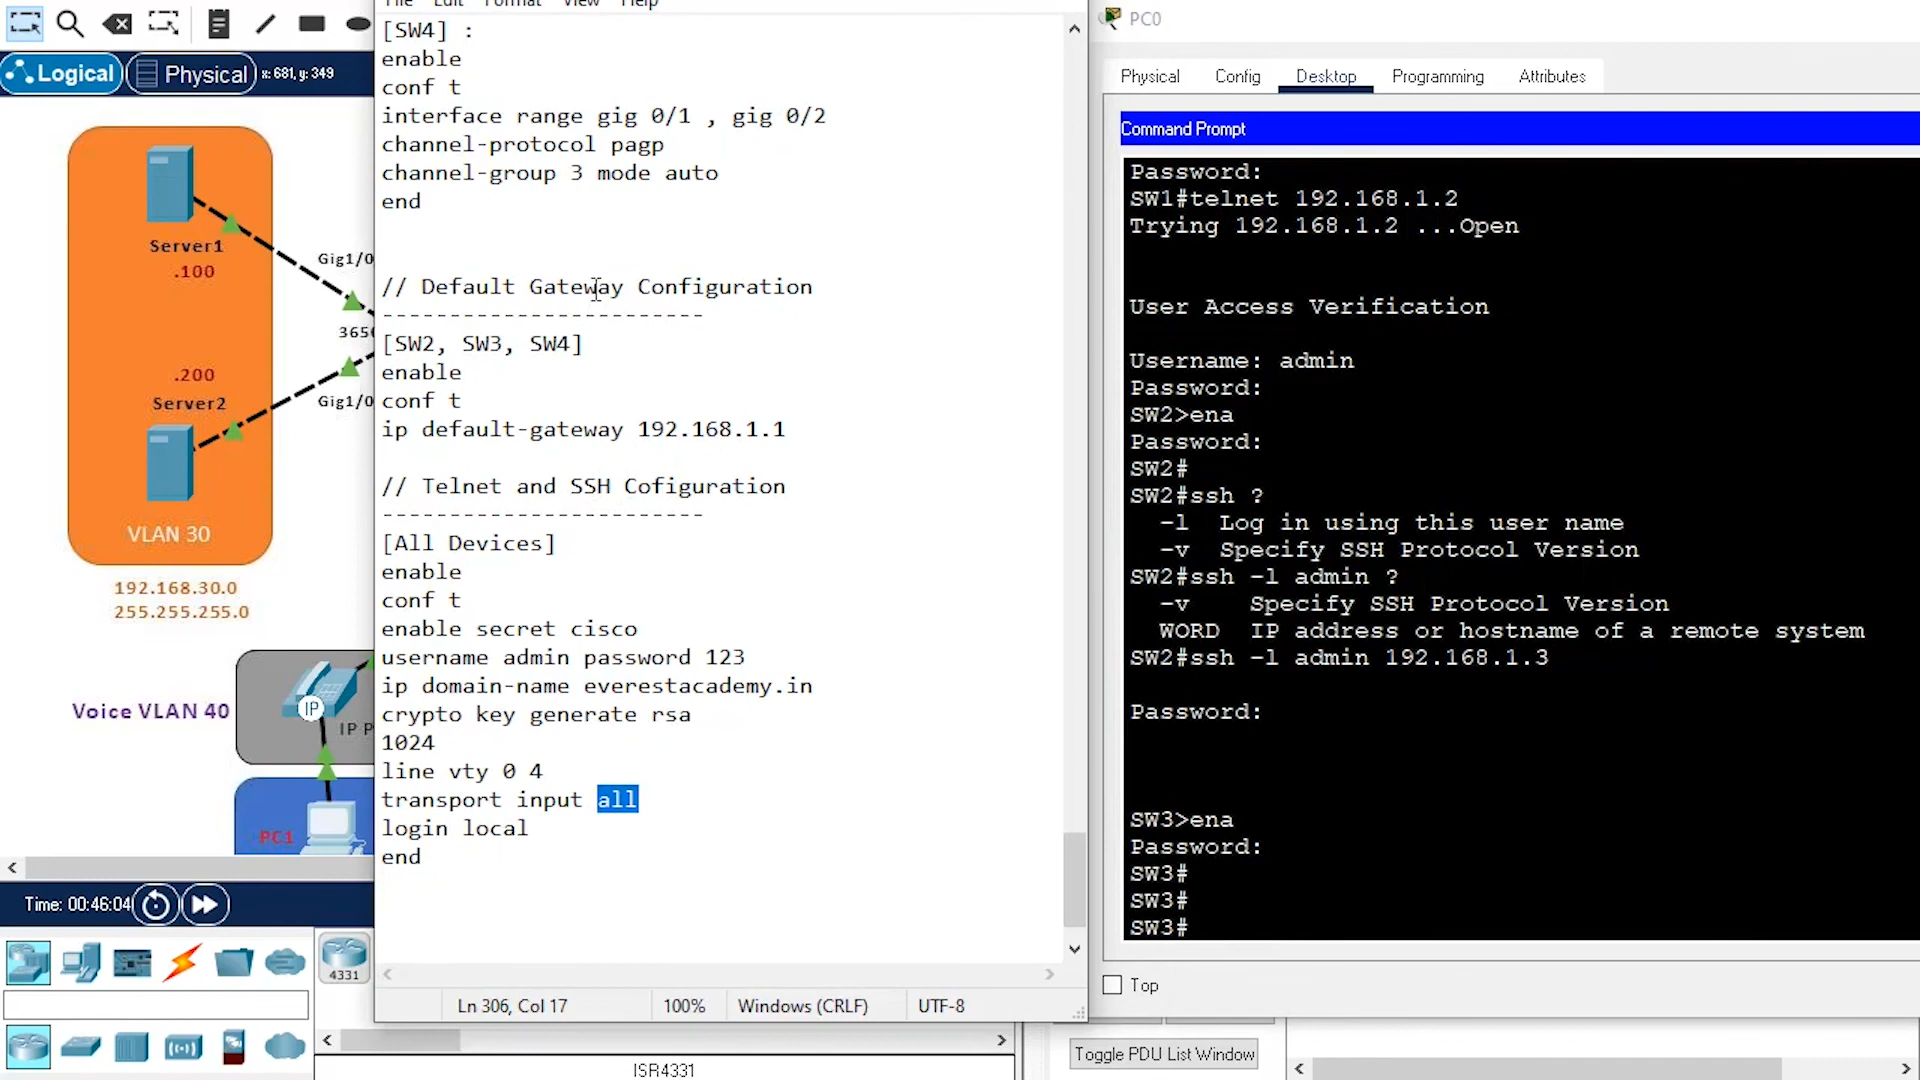 Logical
Physical
x: 681, y: 349
Server1
.100
Gig1/0
365
.200
Server2
Gig1/0
VLAN 30
192.168.30.0
255.255.255.0
Voice VLAN 40
IP
IP P
PC1
Time: 00:46:04
4331
ISR4331
File Edit Format View Help
[SW4] :
enable
conf t
interface range gig 0/1 , gig 0/2
channel-protocol pagp
channel-group 3 mode auto
end
// Default Gateway Configuration
------------------------
[SW2, SW3, SW4]
enable
conf t
ip default-gateway 192.168.1.1
// Telnet and SSH Cofiguration
------------------------
[All Devices]
enable
conf t
enable secret cisco
username admin password 123
ip domain-name everestacademy.in
crypto key generate rsa
1024
line vty 0 4
transport input all
login local
end
Ln 306, Col 17
100%
Windows (CRLF)
UTF-8
PC0
Physical
Config
Desktop
Programming
Attributes
Command Prompt
Password:
SW1#telnet 192.168.1.2
Trying 192.168.1.2 ...Open
User Access Verification
Username: admin
Password:
SW2>ena
Password:
SW2#
SW2#ssh ?
-l Log in using this user name
-v Specify SSH Protocol Version
SW2#ssh -l admin ?
-v Specify SSH Protocol Version
WORD IP address or hostname of a remote system
SW2#ssh -l admin 192.168.1.3
Password:
SW3>ena
Password:
SW3#
SW3#
SW3#
Top
Toggle PDU List Window